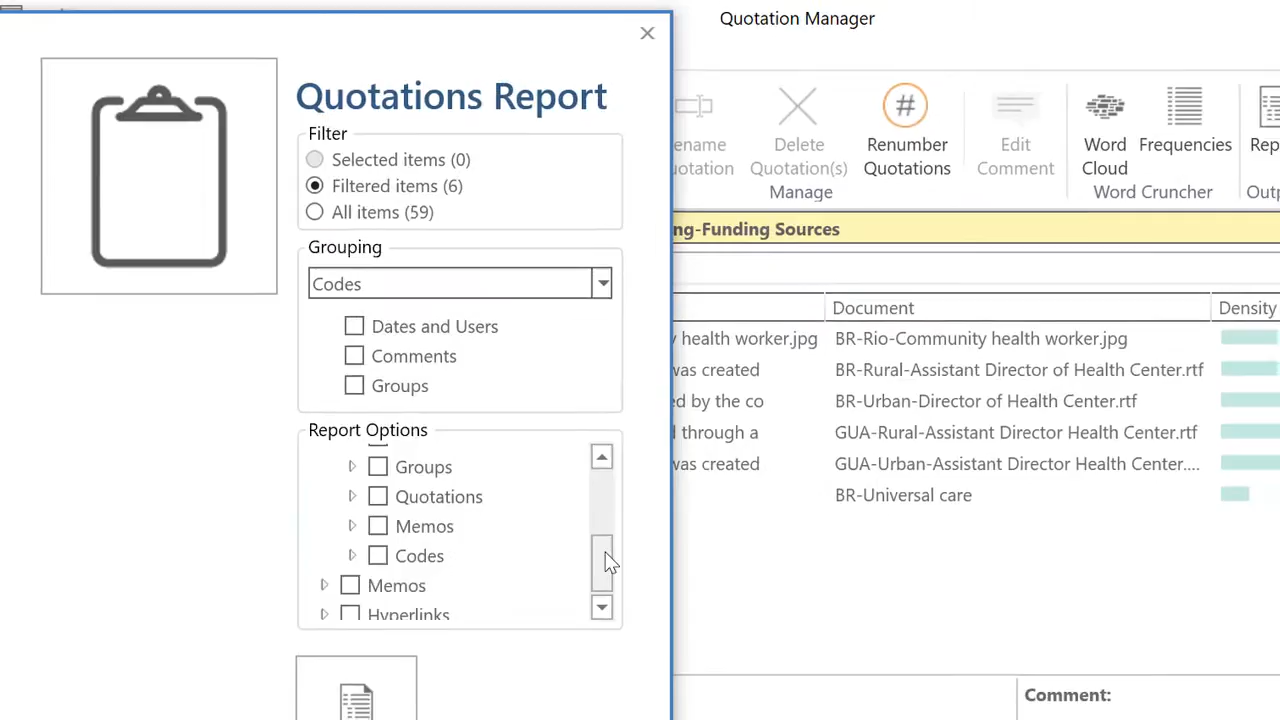 Quotation Manager
Quotations Report
Filter
Selected items (0)
Filtered items (6)
All items (59)
Grouping
Codes
Dates and Users
Comments
Groups
Report Options
Groups
Quotations
Memos
Codes
Memos
Hyperlinks
ename
uotation
Delete
Quotation(s)
Renumber
Quotations
Edit
Comment
Word
Cloud
Frequencies
Rep
Manage
Word Cruncher
Outp
ng-Funding Sources
Document
Density
y health worker.jpg
BR-Rio-Community health worker.jpg
was created
BR-Rural-Assistant Director of Health Center.rtf
ed by the co
BR-Urban-Director of Health Center.rtf
d through a
GUA-Rural-Assistant Director Health Center.rtf
was created
GUA-Urban-Assistant Director Health Center....
BR-Universal care
Comment: